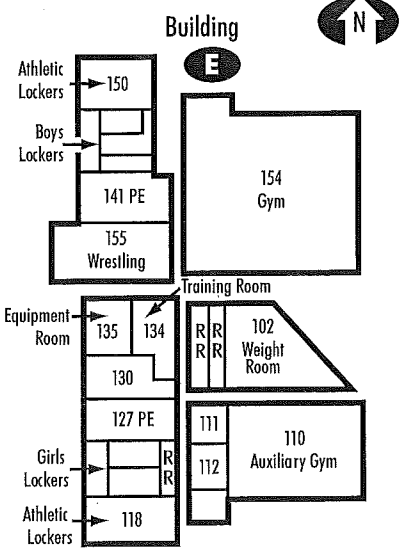 Building
N
E
Athletic
Lockers
150
Boys
Lockers
141 PE
155
Wrestling
154
Gym
Training Room
Equipment
Room
135
134
R R
R R
102
Weight
Room
130
127 PE
111
112
110
Auxiliary Gym
Girls
Lockers
R
R
Athletic
Lockers
118